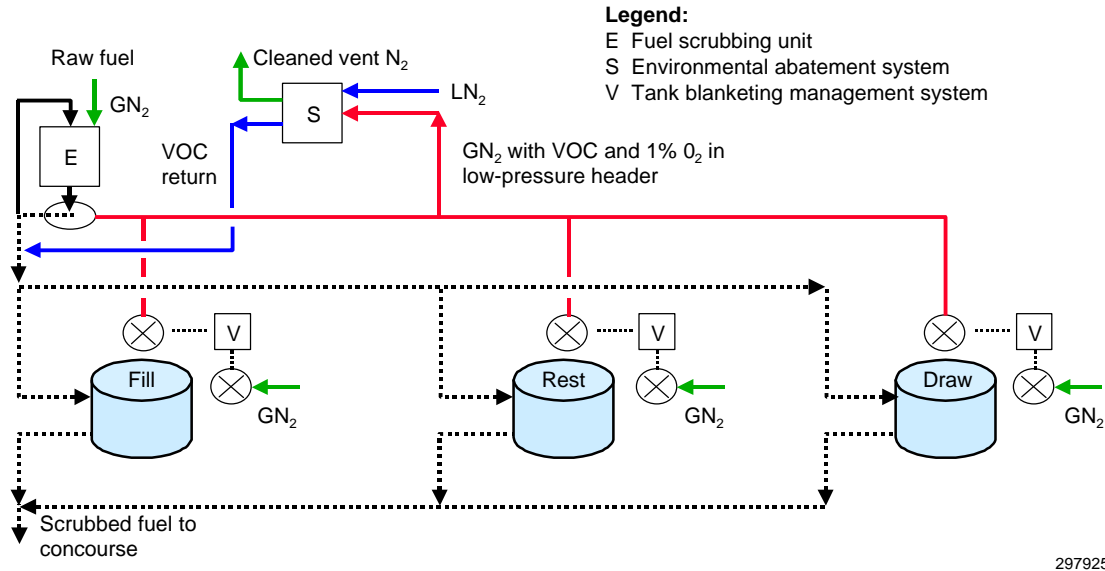 Legend:
E Fuel scrubbing unit
S Environmental abatement system
V Tank blanketing management system
Raw fuel
GN₂
E
Cleaned vent N₂
S
LN₂
VOC
return
GN₂ with VOC and 1% 0₂ in
low-pressure header
V
Fill
GN₂
V
Rest
GN₂
V
Draw
GN₂
Scrubbed fuel to
concourse
297925